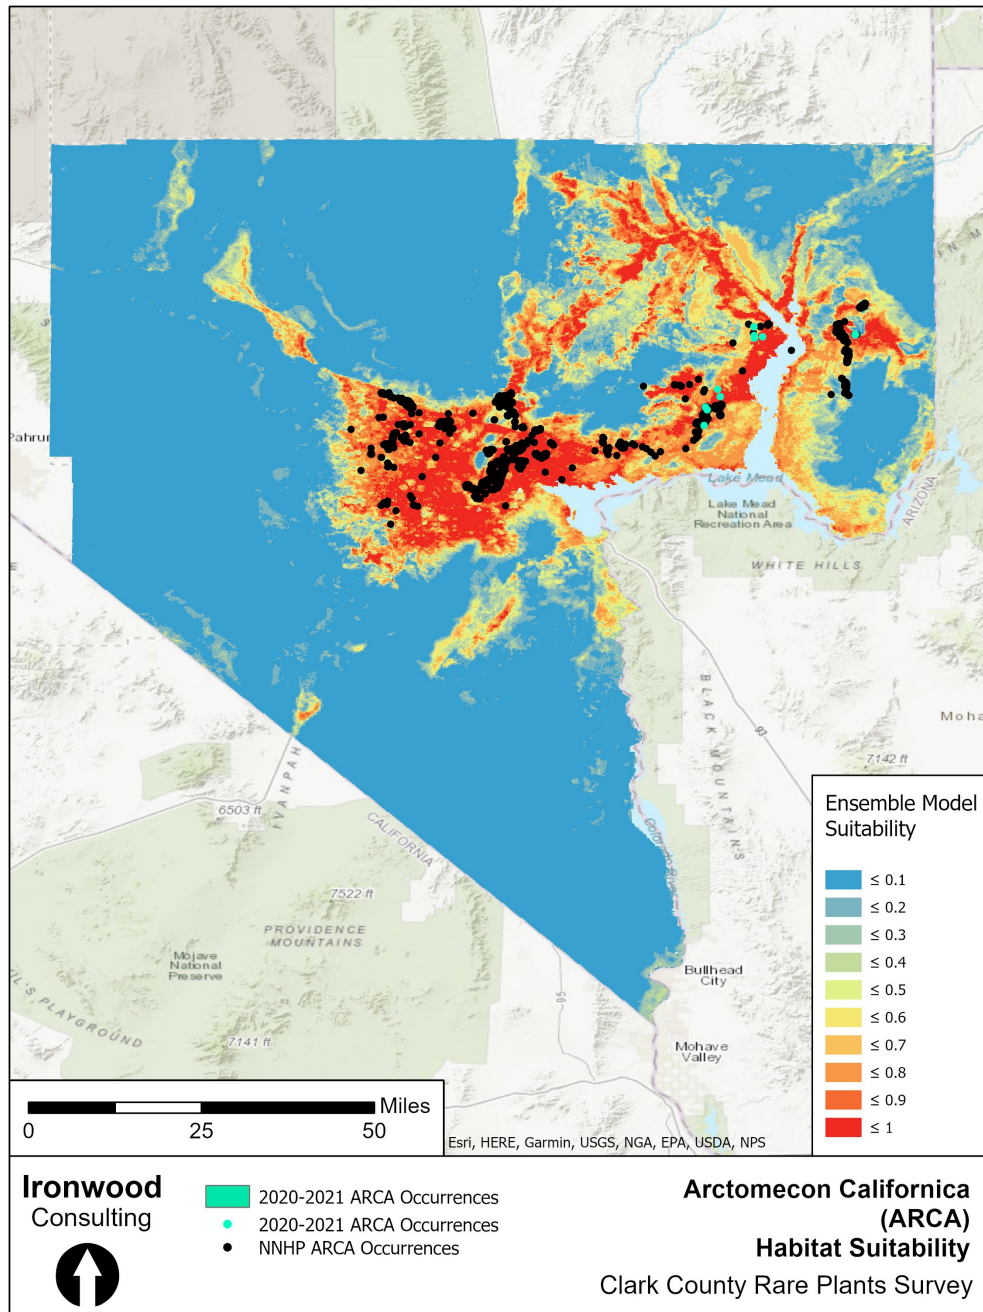 Pahrur
Lake Mead
Lake Mead
National
Recreation Area
ARIZONA
WHITE HILLS
BLACK MOUNTAINS
93
Moha
7142 ft
6503 ft
IVANPAH
CALIFORNIA
Colorado River
7522 ft
PROVIDENCE
MOUNTAINS
Mojave
National
Preserve
Bullhead
City
95
IL'S PLAYGROUND
7141 ft
Mohave
Valley
Ensemble Model
Suitability
≤ 0.1
≤ 0.2
≤ 0.3
≤ 0.4
≤ 0.5
≤ 0.6
≤ 0.7
≤ 0.8
≤ 0.9
≤ 1
Miles
0 25 50
Esri, HERE, Garmin, USGS, NGA, EPA, USDA, NPS
Ironwood
Consulting
2020-2021 ARCA Occurrences
2020-2021 ARCA Occurrences
NNHP ARCA Occurrences
Arctomecon Californica
(ARCA)
Habitat Suitability
Clark County Rare Plants Survey